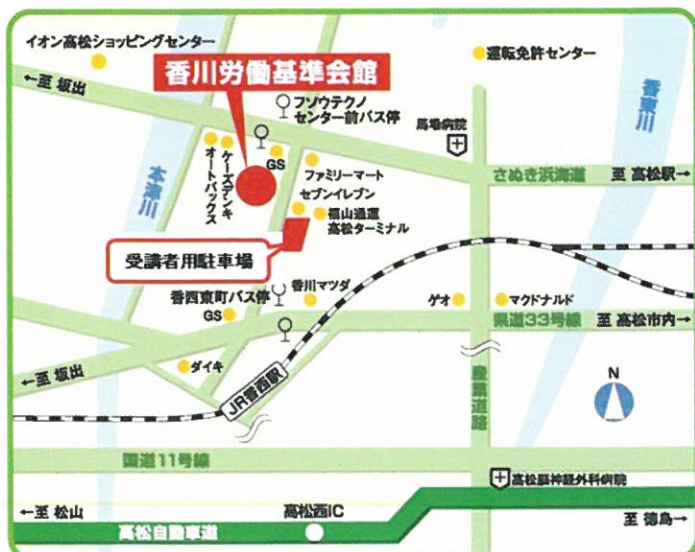 イオン高松ショッピングセンター
←至 坂出
香川労働基準会館
フソウテクノ
センター前バス停
運転免許センター
香東川
馬場病院
本津川
オートバックス
ケーズデンキ
GS
ファミリーマート
セブンイレブン
福山通運
高松ターミナル
さぬき浜海道
至 高松駅→
受講者用駐車場
香西東町バス停
GS
香川マツダ
ゲオ
マクドナルド
県道33号線
至 高松市内→
←至 坂出
ダイキ
JR香西駅
産業道路
N
国道11号線
高松脳神経外科病院
←至 松山
高松自動車道
高松西IC
至 徳島→